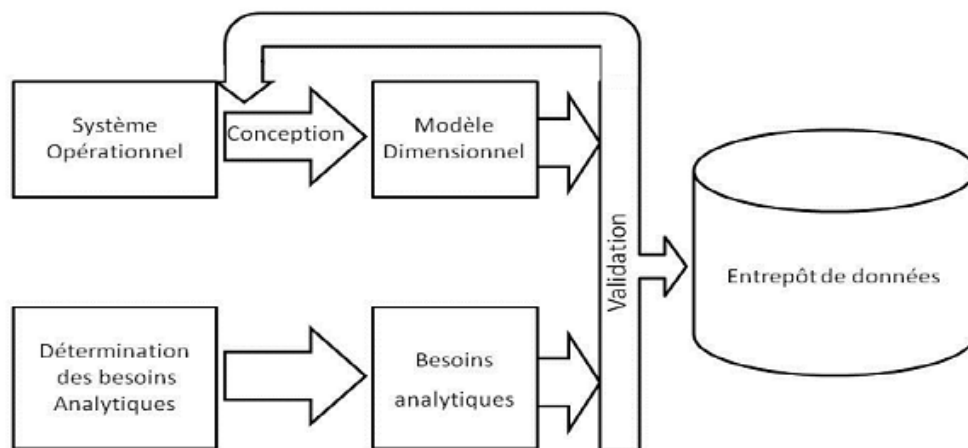 Système
Opérationnel
Conception
Modèle
Dimensionnel
Validation
Entrepôt de données
Détermination
des besoins
Analytiques
Besoins
analytiques